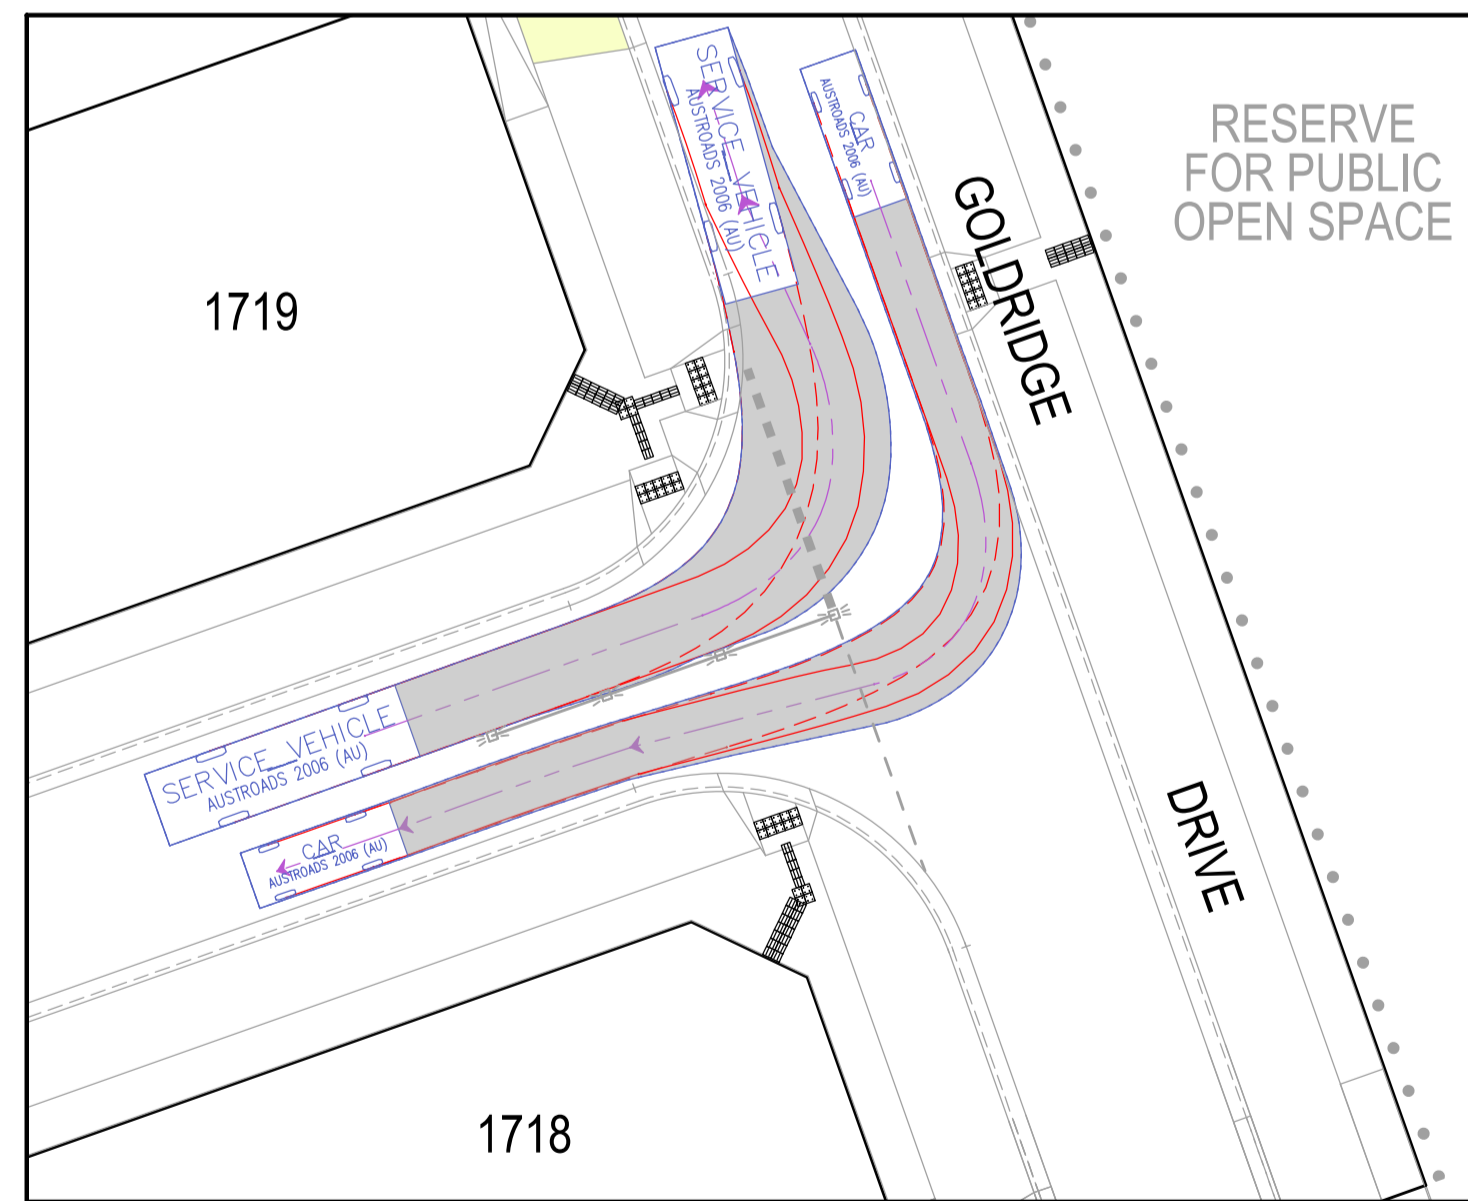 SERVICE VEHICLE
AUSTROADS 2006 (AU)
CAR
AUSTROADS 2006 (AU)
RESERVE
FOR PUBLIC
OPEN SPACE
GOLDRIDGE
DRIVE
1719
SERVICE VEHICLE
AUSTROADS 2006 (AU)
CAR
AUSTROADS 2006 (AU)
1718